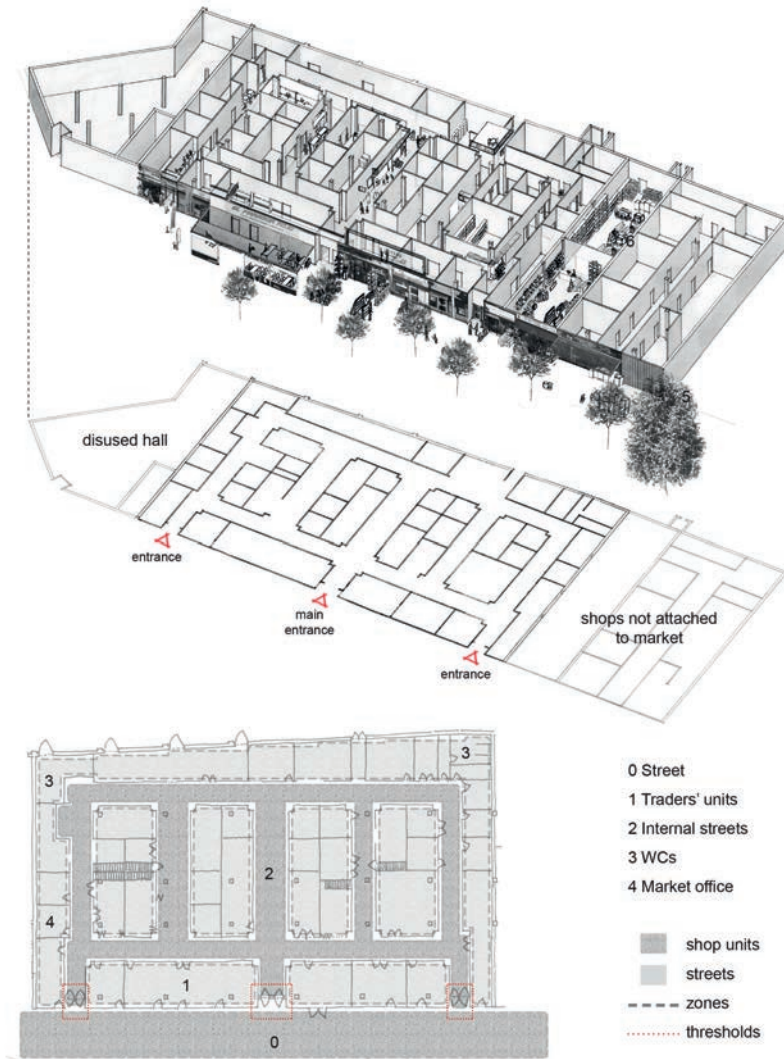 6
5
disused hall
entrance
main
entrance
shops not attached
to market
entrance
3
3
2
4
1
0
0 Street
1 Traders' units
2 Internal streets
3 WCs
4 Market office
shop units
streets
zones
thresholds